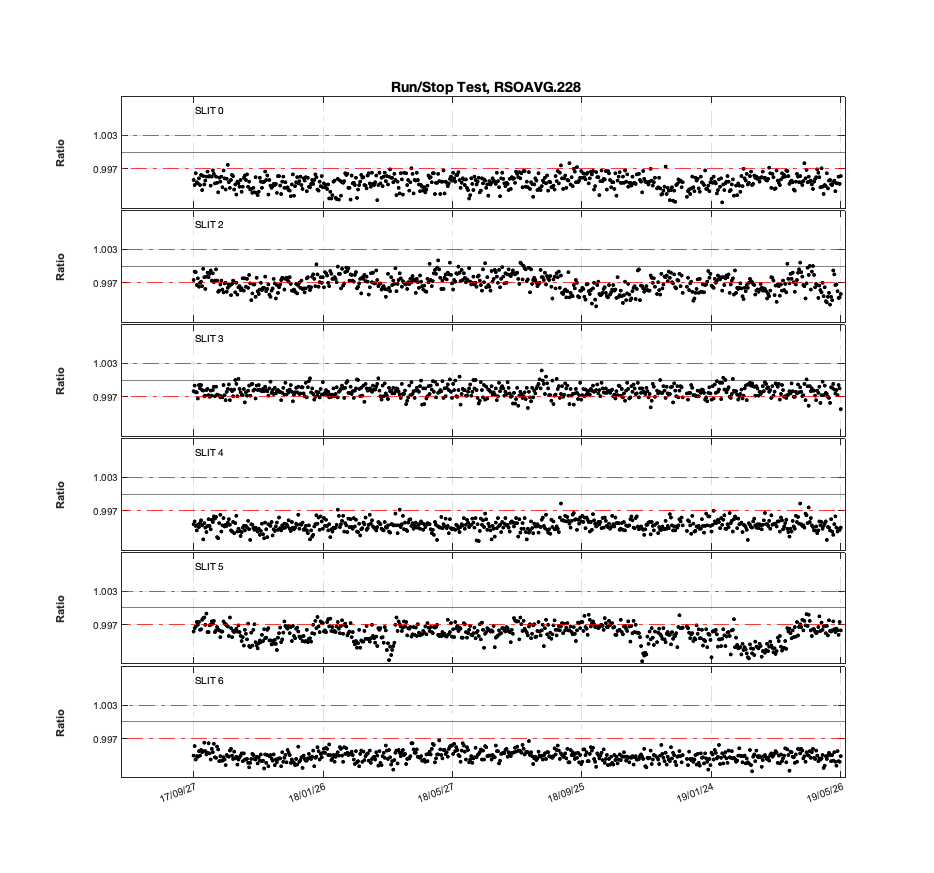 Run/Stop Test, RSOAVG.228
SLIT 0
1.003
0.997
Ratio
SLIT 2
1.003
0.997
Ratio
SLIT 3
1.003
0.997
Ratio
SLIT 4
1.003
0.997
Ratio
SLIT 5
1.003
0.997
Ratio
SLIT 6
1.003
0.997
Ratio
17/09/27 18/01/26 18/05/27 18/09/25 19/01/24 19/05/26